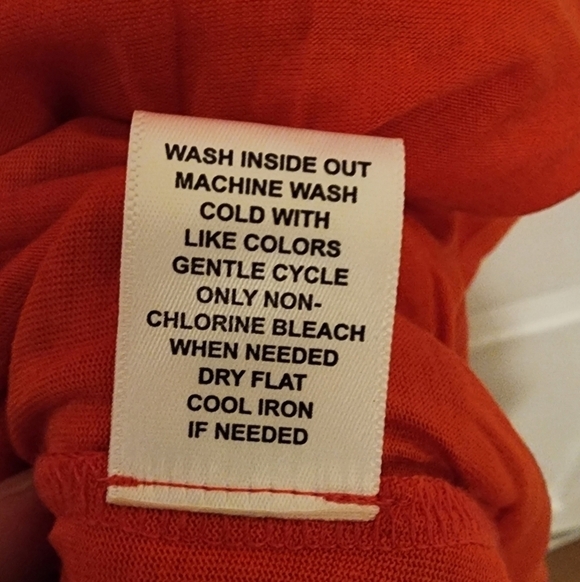 WASH INSIDE OUT
MACHINE WASH
COLD WITH
LIKE COLORS
GENTLE CYCLE
ONLY NON-
CHLORINE BLEACH
WHEN NEEDED
DRY FLAT
COOL IRON
IF NEEDED